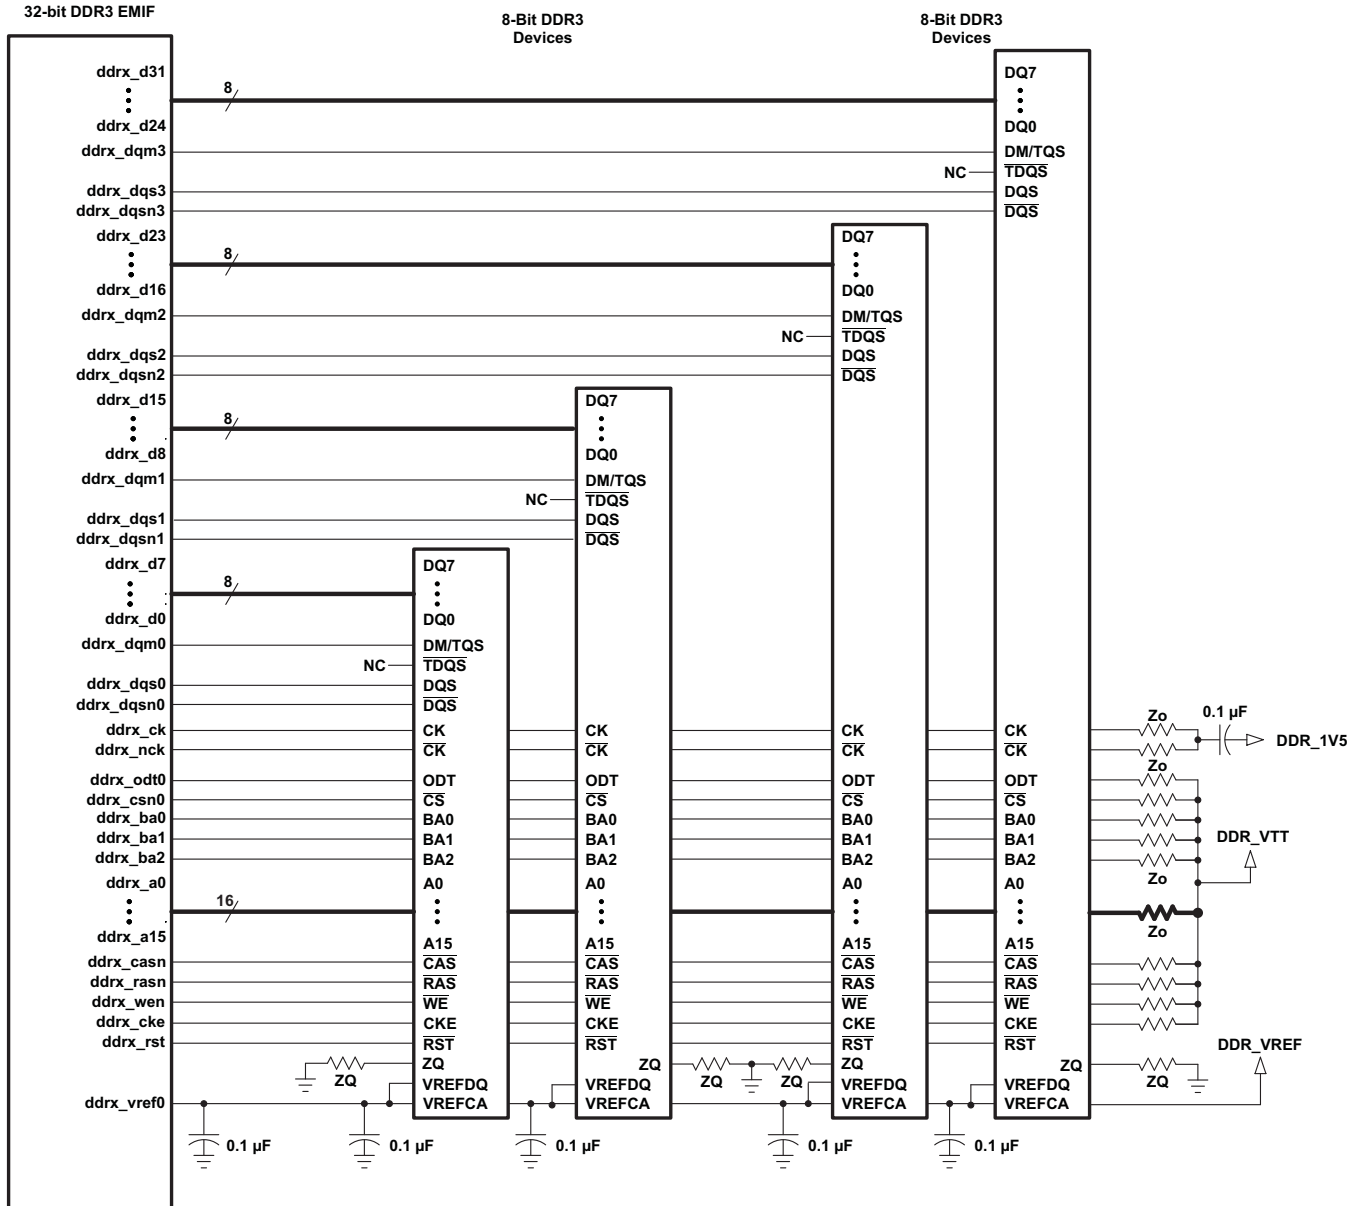 32-bit DDR3 EMIF
8-Bit DDR3
Devices
8-Bit DDR3
Devices
ddrx_d31
8
DQ7
ddrx_d24
DQ0
ddrx_dqm3
DM/TQS
NC
TDQS
ddrx_dqs3
DQS
ddrx_dqsn3
DQS
ddrx_d23
8
DQ7
ddrx_d16
DQ0
ddrx_dqm2
DM/TQS
NC
TDQS
ddrx_dqs2
DQS
ddrx_dqsn2
DQS
ddrx_d15
8
DQ7
ddrx_d8
DQ0
ddrx_dqm1
DM/TQS
NC
TDQS
ddrx_dqs1
DQS
ddrx_dqsn1
DQS
ddrx_d7
8
DQ7
ddrx_d0
DQ0
ddrx_dqm0
DM/TQS
NC
TDQS
ddrx_dqs0
DQS
ddrx_dqsn0
DQS
Zo 0.1 µF
ddrx_ck CK CK CK CK
DDR_1V5
ddrx_nck CK CK CK CK
Zo
ddrx_odt0 ODT ODT ODT ODT
ddrx_csn0 CS CS CS CS
ddrx_ba0 BA0 BA0 BA0 BA0
ddrx_ba1 BA1 BA1 BA1 BA1
DDR_VTT
ddrx_ba2 BA2 BA2 BA2 BA2
Zo
ddrx_a0 A0 A0 A0 A0
16
Zo
ddrx_a15 A15 A15 A15 A15
ddrx_casn CAS CAS CAS CAS
ddrx_rasn RAS RAS RAS RAS
ddrx_wen WE WE WE WE
ddrx_cke CKE CKE CKE CKE
ddrx_rst RST RST RST RST
DDR_VREF
ZQ ZQ ZQ ZQ
ZQ ZQ ZQ ZQ
VREFDQ VREFDQ VREFDQ VREFDQ
ddrx_vref0 VREFCA VREFCA VREFCA VREFCA
0.1 µF 0.1 µF 0.1 µF 0.1 µF 0.1 µF